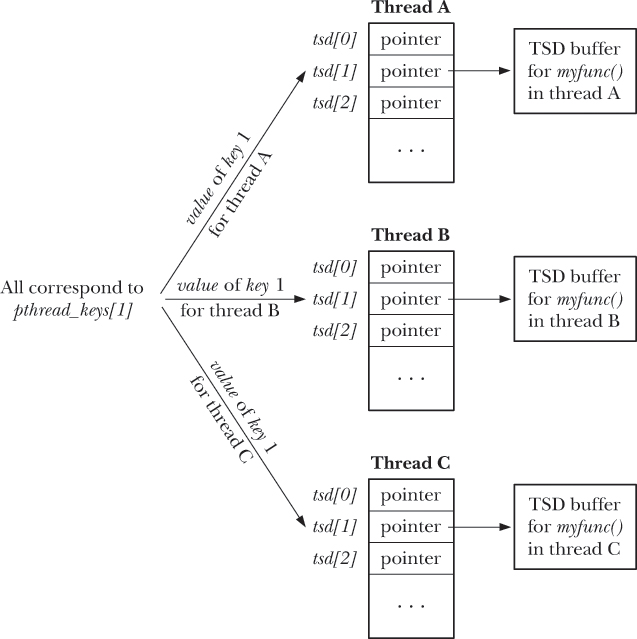 Thread A
tsd[0] pointer
tsd[1] pointer
tsd[2] pointer
. . .
TSD buffer
for myfunc()
in thread A
value of key 1
for thread A
Thread B
All correspond to
pthread_keys[1]
value of key 1
for thread B
tsd[0] pointer
tsd[1] pointer
tsd[2] pointer
. . .
TSD buffer
for myfunc()
in thread B
value of key 1
for thread C
Thread C
tsd[0] pointer
tsd[1] pointer
tsd[2] pointer
. . .
TSD buffer
for myfunc()
in thread C